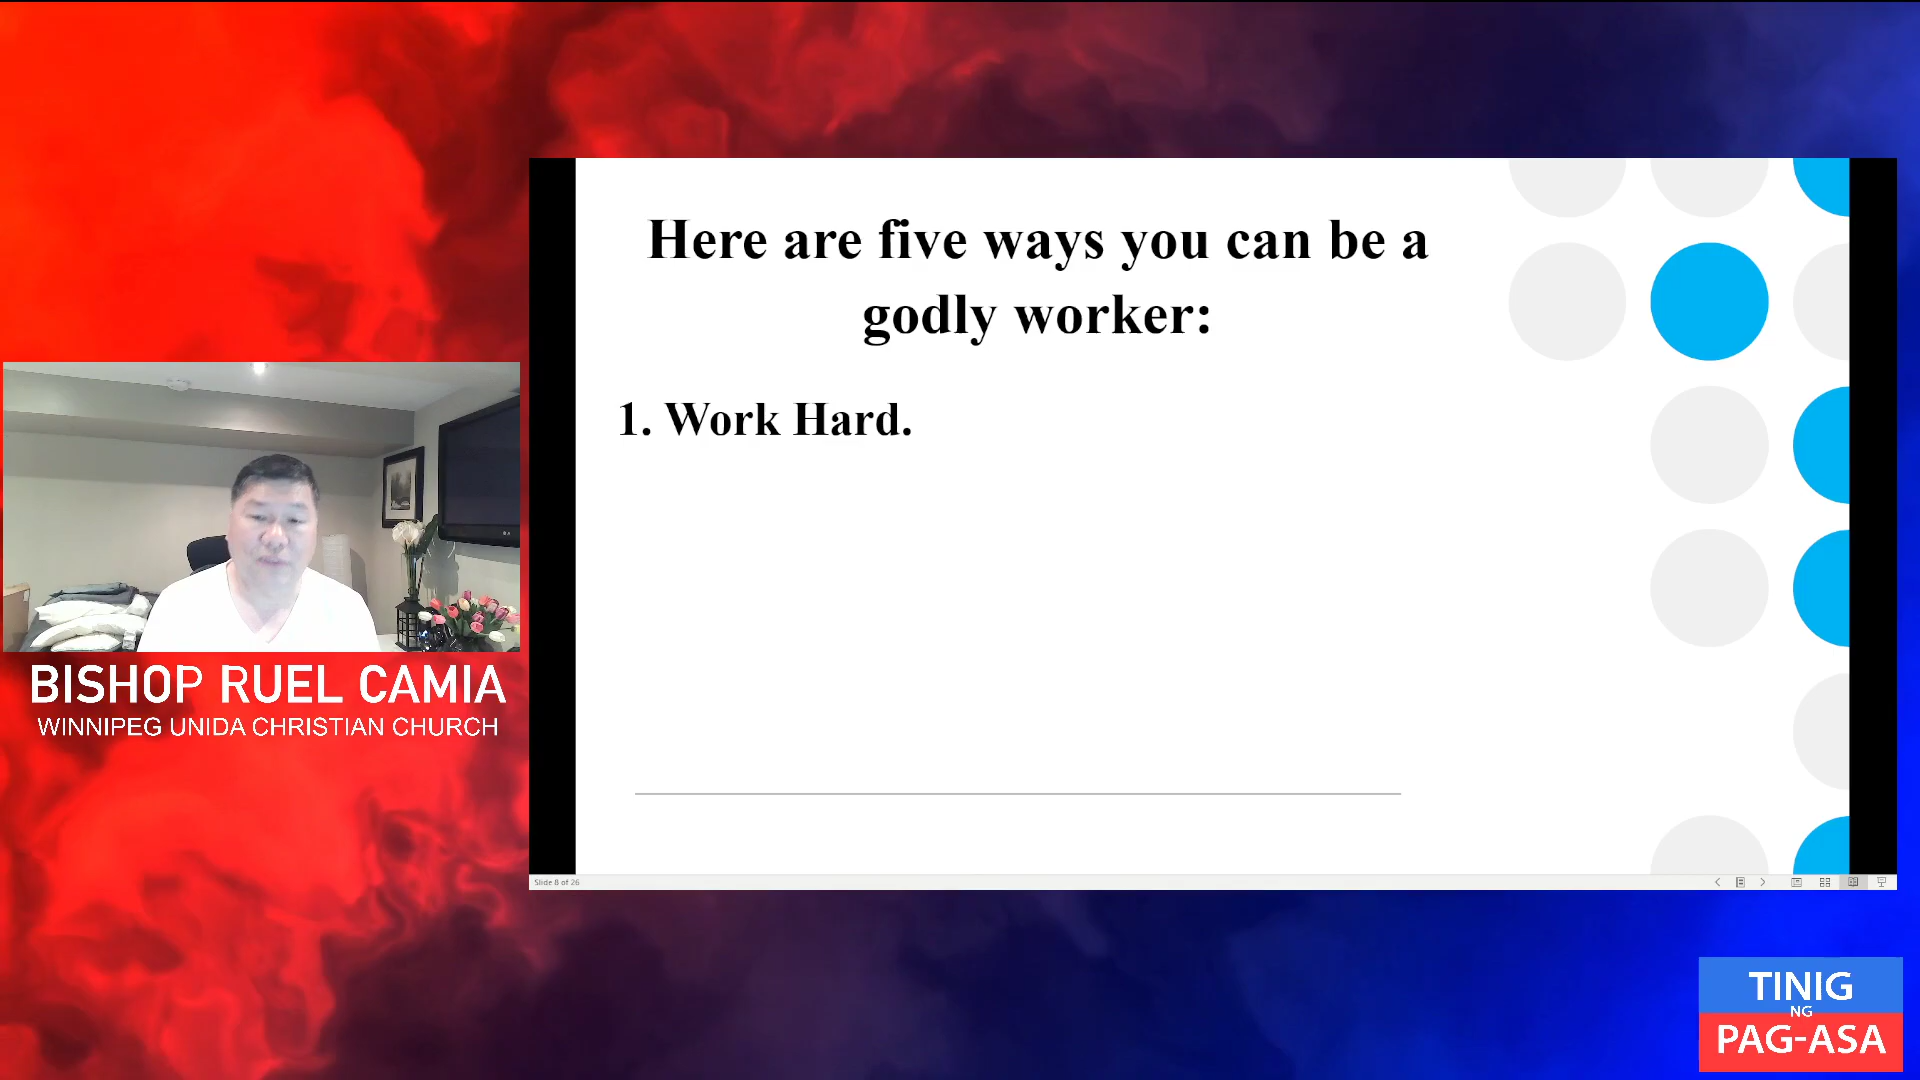 Here are five ways you can be a
godly worker:
1. Work Hard.
BISHOP RUEL CAMIA
WINNIPEG UNIDA CHRISTIAN CHURCH
Slide 8 of 26
TINIG
NG
PAG-ASA